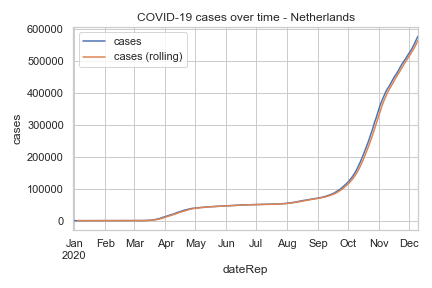 COVID-19 cases over time - Netherlands
cases
cases (rolling)
600000
500000
400000
300000
200000
100000
0
cases
Jan Feb Mar Apr May Jun Jul Aug Sep Oct Nov Dec
2020
dateRep